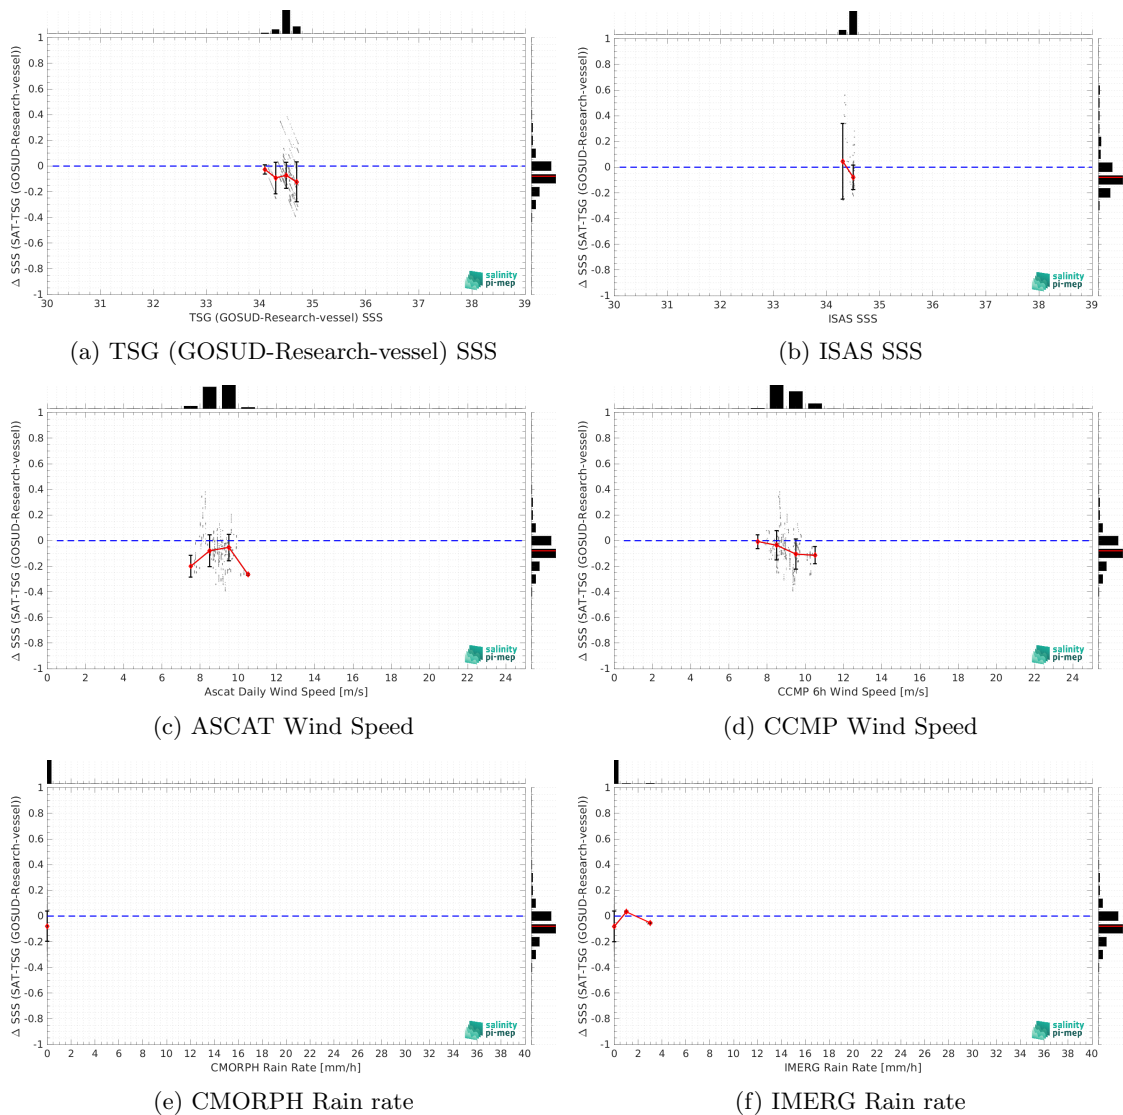 1
0.8
0.6
0.4
0.2
0
-0.2
-0.4
-0.6
-0.8
-1
Δ SSS (SAT-TSG (GOSUD-Research-vessel))
30 31 32 33 34 35 36 37 38 39
TSG (GOSUD-Research-vessel) SSS
salinity
pi-mep
(a) TSG (GOSUD-Research-vessel) SSS
1
0.8
0.6
0.4
0.2
0
-0.2
-0.4
-0.6
-0.8
-1
Δ SSS (SAT-TSG (GOSUD-Research-vessel))
30 31 32 33 34 35 36 37 38 39
ISAS SSS
salinity
pi-mep
(b) ISAS SSS
1
0.8
0.6
0.4
0.2
0
-0.2
-0.4
-0.6
-0.8
-1
Δ SSS (SAT-TSG (GOSUD-Research-vessel))
0 2 4 6 8 10 12 14 16 18 20 22 24
Ascat Daily Wind Speed [m/s]
salinity
pi-mep
(c) ASCAT Wind Speed
1
0.8
0.6
0.4
0.2
0
-0.2
-0.4
-0.6
-0.8
-1
Δ SSS (SAT-TSG (GOSUD-Research-vessel))
0 2 4 6 8 10 12 14 16 18 20 22 24
CCMP 6h Wind Speed [m/s]
salinity
pi-mep
(d) CCMP Wind Speed
1
0.8
0.6
0.4
0.2
0
-0.2
-0.4
-0.6
-0.8
-1
Δ SSS (SAT-TSG (GOSUD-Research-vessel))
0 2 4 6 8 10 12 14 16 18 20 22 24 26 28 30 32 34 36 38 40
CMORPH Rain Rate [mm/h]
salinity
pi-mep
(e) CMORPH Rain rate
1
0.8
0.6
0.4
0.2
0
-0.2
-0.4
-0.6
-0.8
-1
Δ SSS (SAT-TSG (GOSUD-Research-vessel))
0 2 4 6 8 10 12 14 16 18 20 22 24 26 28 30 32 34 36 38 40
IMERG Rain Rate [mm/h]
salinity
pi-mep
(f) IMERG Rain rate